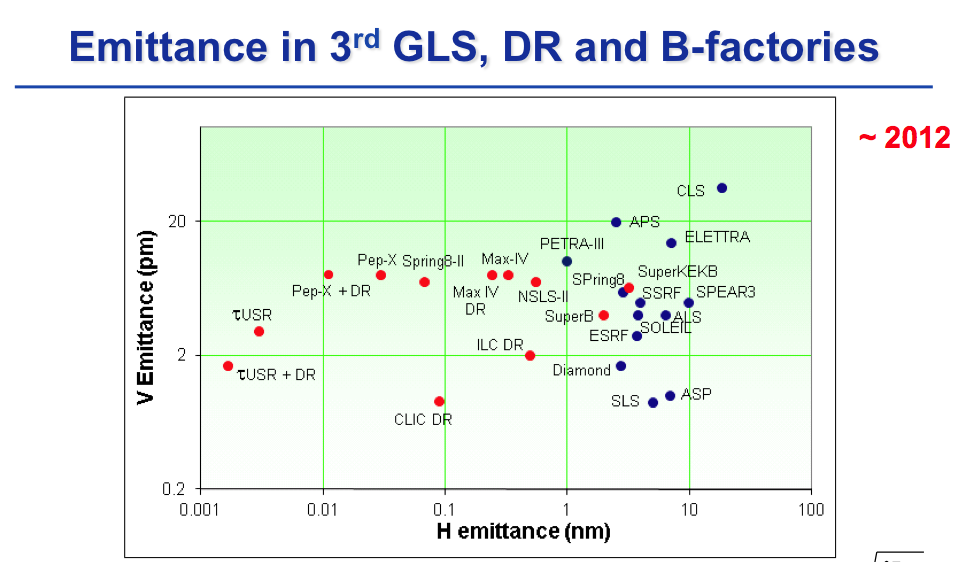 Emittance in 3rd GLS, DR and B-factories
~ 2012
CLS
20
APS
ELETTRA
PETRA-III
Pep-X Spring8-II Max-IV
SuperKEKB
SPring8
Pep-X + DR
Max IV
DR
NSLS-II
SSRF SPEAR3
τUSR
SuperB
ALS
SOLEIL
ESRF
ILC DR
2
τUSR + DR
Diamond
ASP
SLS
CLIC DR
0.2
0.001 0.01 0.1 1 10 100
H emittance (nm)
V Emittance (pm)